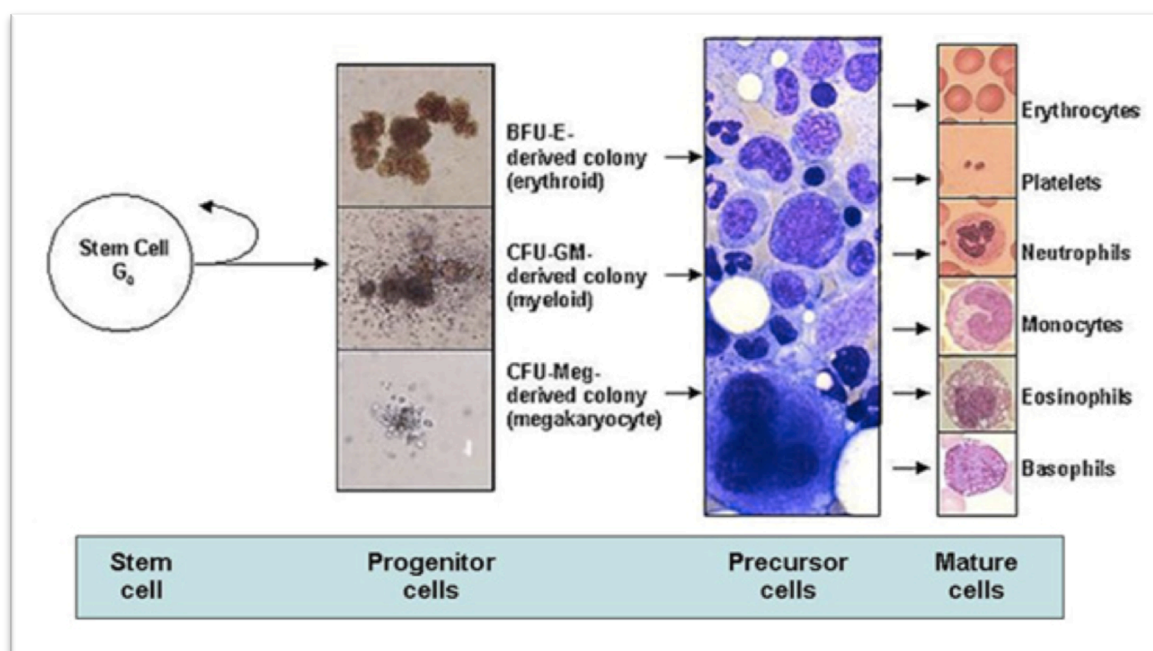 Stem Cell
G₀
BFU-E-
derived colony
(erythroid)
CFU-GM-
derived colony
(myeloid)
CFU-Meg-
derived colony
(megakaryocyte)
Erythrocytes
Platelets
Neutrophils
Monocytes
Eosinophils
Basophils
Stem
cell
Progenitor
cells
Precursor
cells
Mature
cells